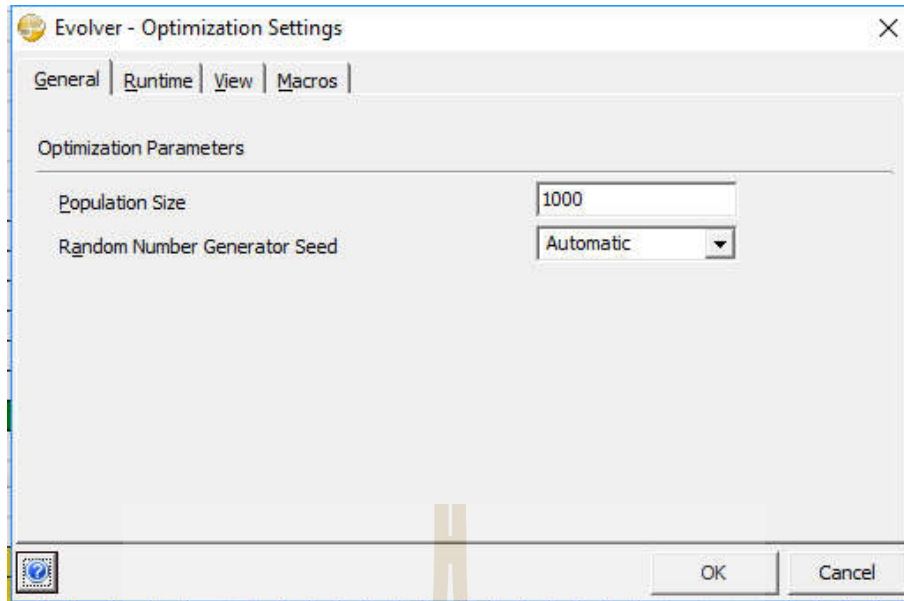 Evolver - Optimization Settings
General Runtime View Macros
Optimization Parameters
Population Size 1000
Random Number Generator Seed Automatic
OK Cancel